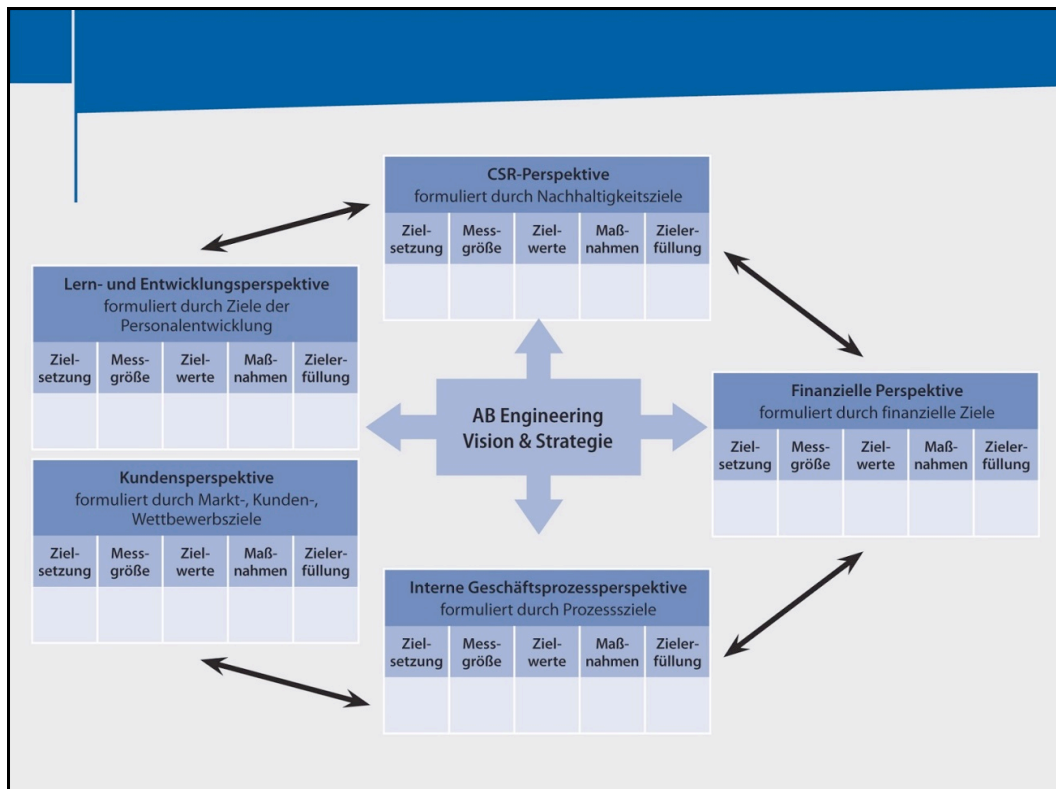 CSR-Perspektive
formuliert durch Nachhaltigkeitsziele
Ziel- Mess- Ziel- Maß- Zieler-
setzung größe werte nahmen füllung
Lern- und Entwicklungsperspektive
formuliert durch Ziele der
Personalentwicklung
Ziel- Mess- Ziel- Maß- Zieler-
setzung größe werte nahmen füllung
AB Engineering
Vision & Strategie
Finanzielle Perspektive
formuliert durch finanzielle Ziele
Ziel- Mess- Ziel- Maß- Zieler-
setzung größe werte nahmen füllung
Kundensperspektive
formuliert durch Markt-, Kunden-,
Wettbewerbsziele
Ziel- Mess- Ziel- Maß- Zieler-
setzung größe werte nahmen füllung
Interne Geschäftsprozessperspektive
formuliert durch Prozesssziele
Ziel- Mess- Ziel- Maß- Zieler-
setzung größe werte nahmen füllung